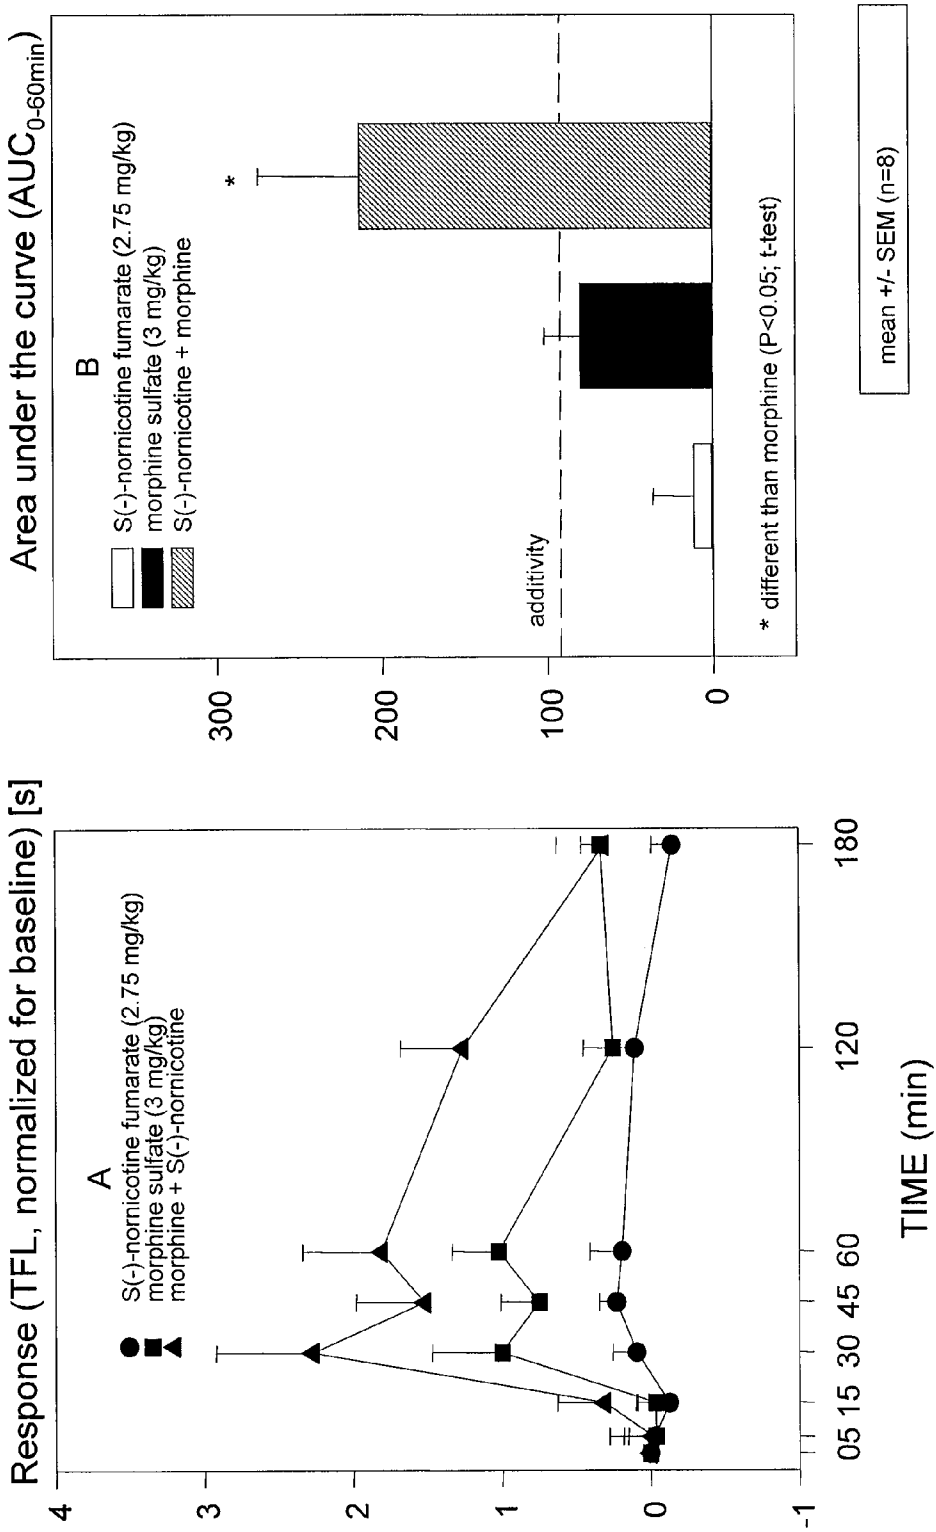 Response (TFL, normalized for baseline) [s]
A
S(-)-nornicotine fumarate (2.75 mg/kg)
morphine sulfate (3 mg/kg)
morphine + S(-)-nornicotine
4
3
2
1
0
-1
0 5 15 30 45 60 120 180
TIME (min)
Area under the curve (AUC0-60min)
B
S(-)-nornicotine fumarate (2.75 mg/kg)
morphine sulfate (3 mg/kg)
S(-)-nornicotine + morphine
*
300
200
100
0
additivity
* different than morphine (P<0.05; t-test)
mean +/- SEM (n=8)